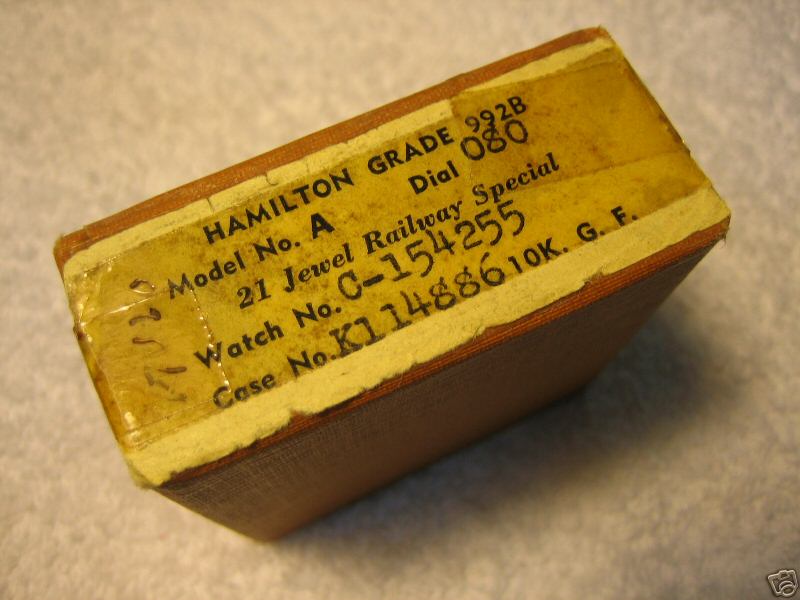 HAMILTON GRADE 992B
Model No. A Dial 080
21 Jewel Railway Special
Watch No. C-154255
Case No. K114886 10K. G. F.